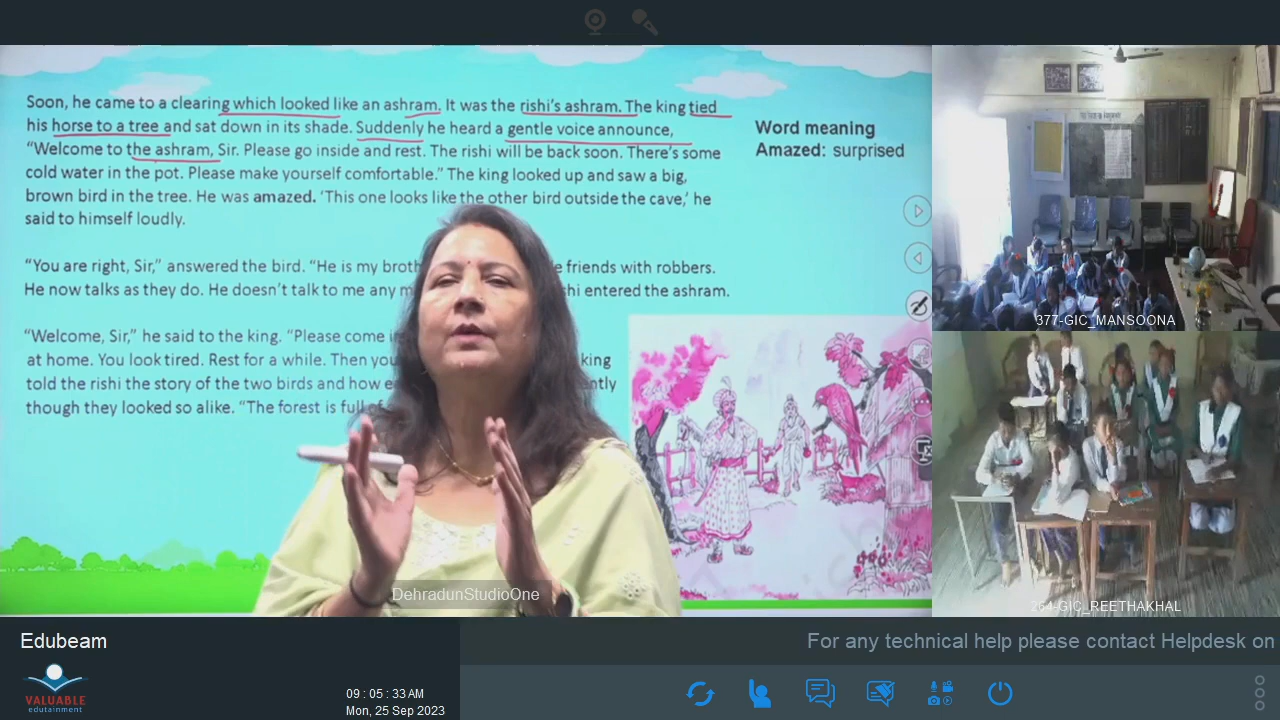 Soon, he came to a clearing which looked like an ashram. It was the rishi's ashram. The king tied
his horse to a tree and sat down in its shade. Suddenly he heard a gentle voice announce,
“Welcome to the ashram, Sir. Please go inside and rest. The rishi will be back soon. There's some
cold water in the pot. Please make yourself comfortable.” The king looked up and saw a big,
brown bird in the tree. He was amazed. ‘This one looks like the other bird outside the cave,’ he
said to himself loudly.
Word meaning
Amazed: surprised
“You are right, Sir,” answered the bird. “He is my friends with robbers.
He now talks as they do. He doesn't talk to me any entered the ashram.
“Welcome, Sir,” he said to the king. “Please come
at home. You look tired. Rest for a while. Then you king
told the rishi the story of the two birds and how
though they looked so alike. “The forest is full of
377-GIC_MANSOONA
264-GIC_REETHAKHAL
DehradunStudioOne
Edubeam
For any technical help please contact Helpdesk on
VALUABLE
edutainment
09 : 05 : 33 AM
Mon, 25 Sep 2023